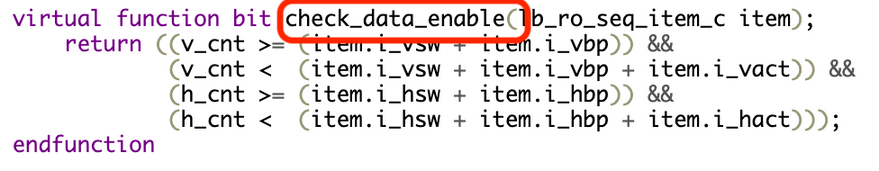 virtual function bit check_data_enable(lb_ro_seq_item_c item);
return ((v_cnt >= (item.i_vsw + item.i_vbp)) &&
(v_cnt < (item.i_vsw + item.i_vbp + item.i_vact)) &&
(h_cnt >= (item.i_hsw + item.i_hbp)) &&
(h_cnt < (item.i_hsw + item.i_hbp + item.i_hact)));
endfunction